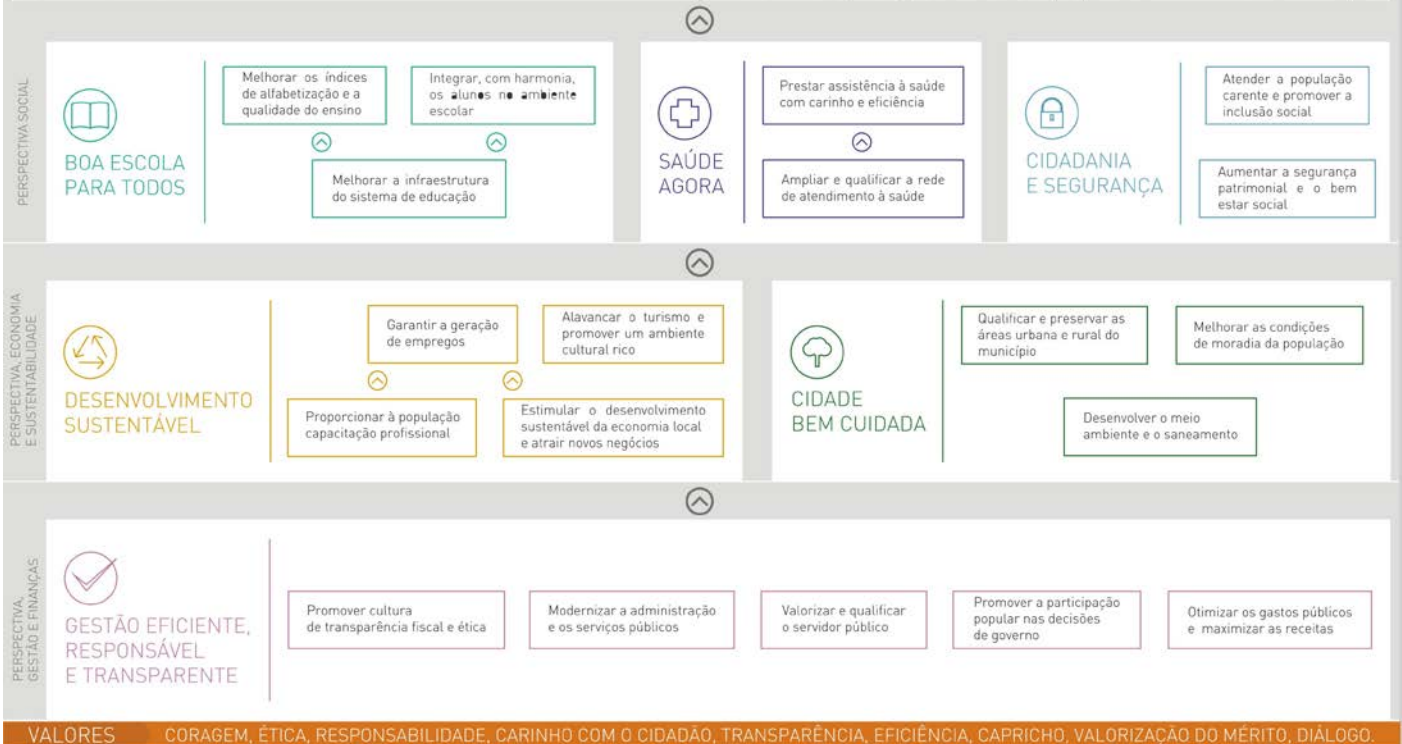 PERSPECTIVA SOCIAL
BOA ESCOLA
PARA TODOS
Melhorar os índices
de alfabetização e a
qualidade do ensino
Integrar, com harmonia,
os alunos no ambiente
escolar
Melhorar a infraestrutura
do sistema de educação
SAÚDE
AGORA
Prestar assistência à saúde
com carinho e eficiência
Ampliar e qualificar a rede
de atendimento à saúde
CIDADANIA
E SEGURANÇA
Atender a população
carente e promover a
inclusão social
Aumentar a segurança
patrimonial e o bem
estar social
PERSPECTIVA, ECONOMIA
E SUSTENTABILIDADE
DESENVOLVIMENTO
SUSTENTÁVEL
Garantir a geração
de empregos
Alavancar o turismo e
promover um ambiente
cultural rico
Proporcionar à população
capacitação profissional
Estimular o desenvolvimento
sustentável da economia local
e atrair novos negócios
CIDADE
BEM CUIDADA
Qualificar e preservar as
áreas urbana e rural do
município
Melhorar as condições
de moradia da população
Desenvolver o meio
ambiente e o saneamento
PERSPECTIVA,
GESTÃO E FINANÇAS
GESTÃO EFICIENTE,
RESPONSÁVEL
E TRANSPARENTE
Promover cultura
de transparência fiscal e ética
Modernizar a administração
e os serviços públicos
Valorizar e qualificar
o servidor público
Promover a participação
popular nas decisões
de governo
Otimizar os gastos públicos
e maximizar as receitas
VALORES CORAGEM, ÉTICA, RESPONSABILIDADE, CARINHO COM O CIDADÃO, TRANSPARÊNCIA, EFICIÊNCIA, CAPRICHO, VALORIZAÇÃO DO MÉRITO, DIÁLOGO.